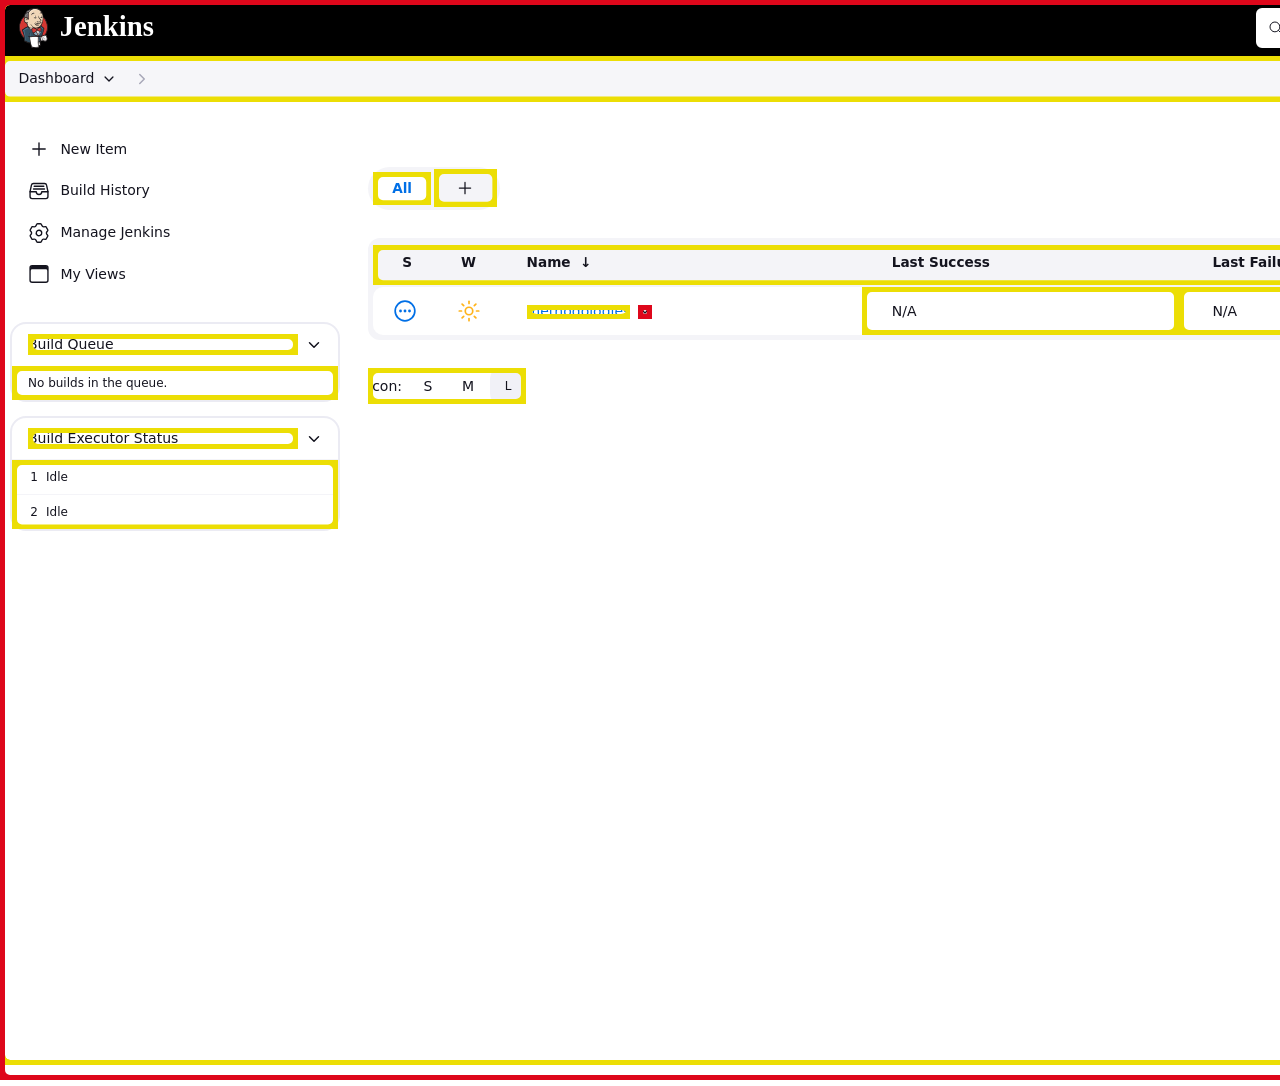 Jenkins
Dashboard
New Item
Build History
Manage Jenkins
My Views
All
S W Name ↓ Last Success Last Failu
N/A N/A
Build Queue
No builds in the queue.
con: S M L
Build Executor Status
1 Idle
2 Idle